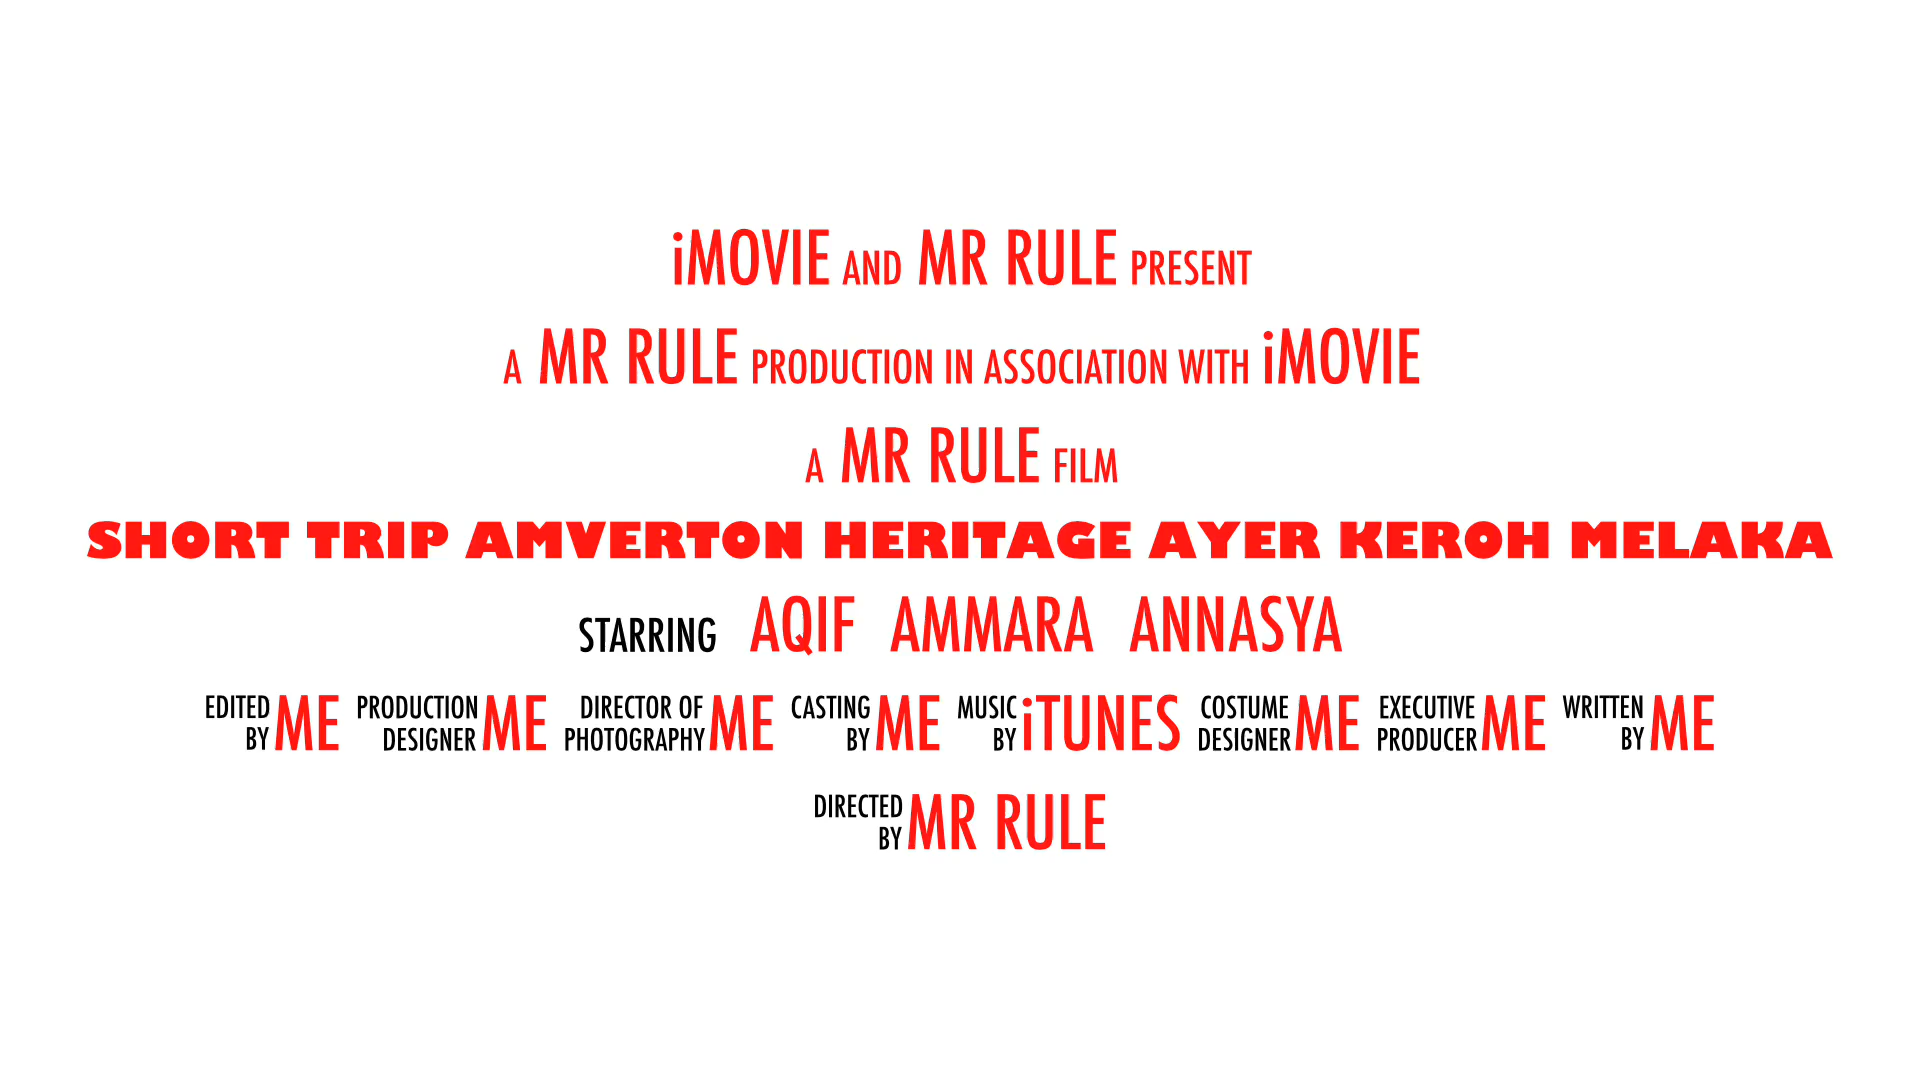 iMOVIE AND MR RULE PRESENT
A MR RULE PRODUCTION IN ASSOCIATION WITH iMOVIE
A MR RULE FILM
SHORT TRIP AMVERTON HERITAGE AYER KEROH MELAKA
STARRING AQIF AMMARA ANNASYA
EDITED BY ME PRODUCTION DESIGNER ME DIRECTOR OF PHOTOGRAPHY ME CASTING BY ME MUSIC BY iTUNES COSTUME DESIGNER ME EXECUTIVE PRODUCER ME WRITTEN BY ME
DIRECTED BY MR RULE